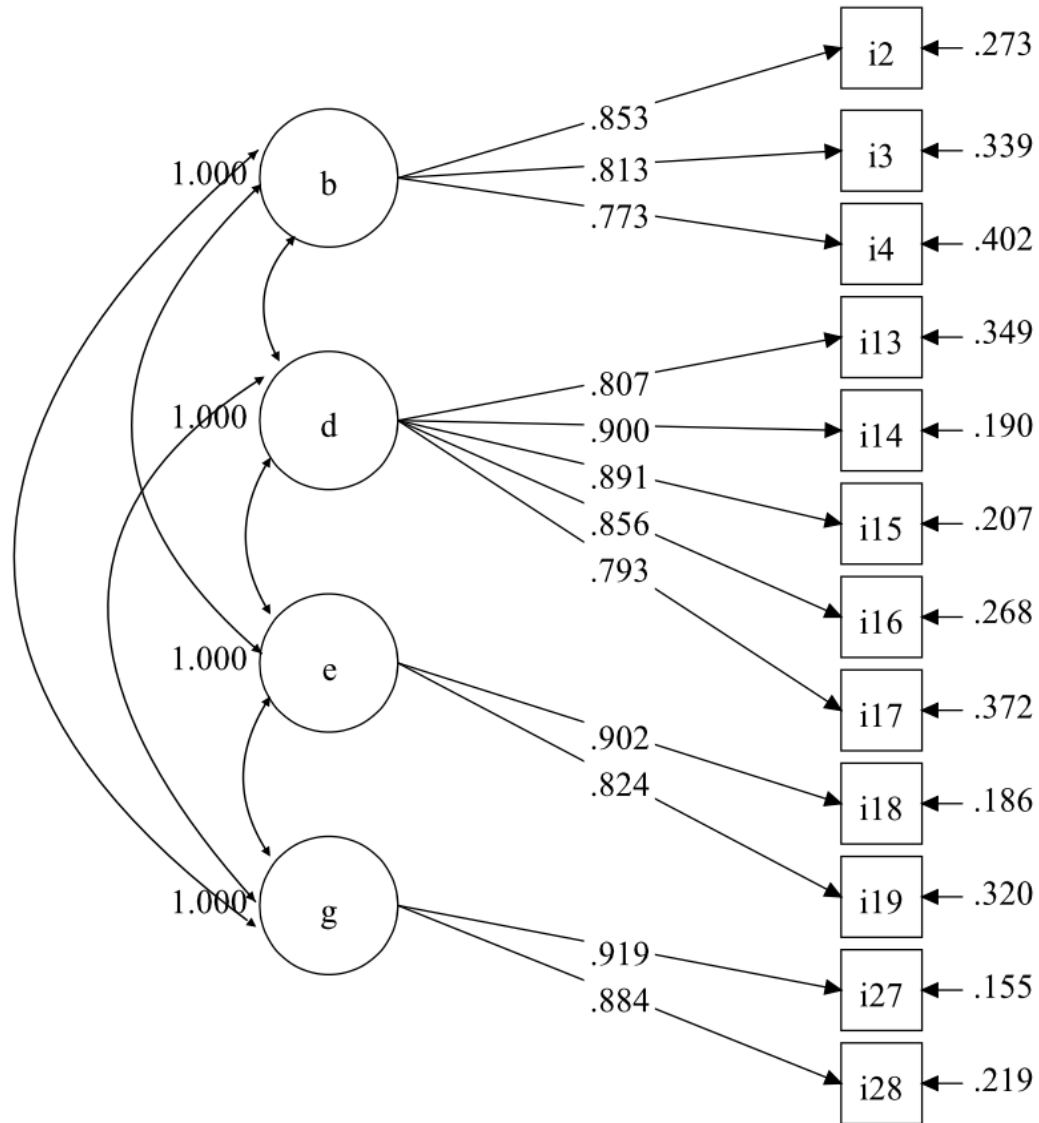 i2 .273
.853
i3 .339
1.000 b .813
.773
i4 .402
i13 .349
.807
1.000 d .900
i14 .190
.891
i15 .207
.856
.793
i16 .268
1.000 e
i17 .372
.902
.824
i18 .186
1.000 g
i19 .320
.919
.884
i27 .155
i28 .219